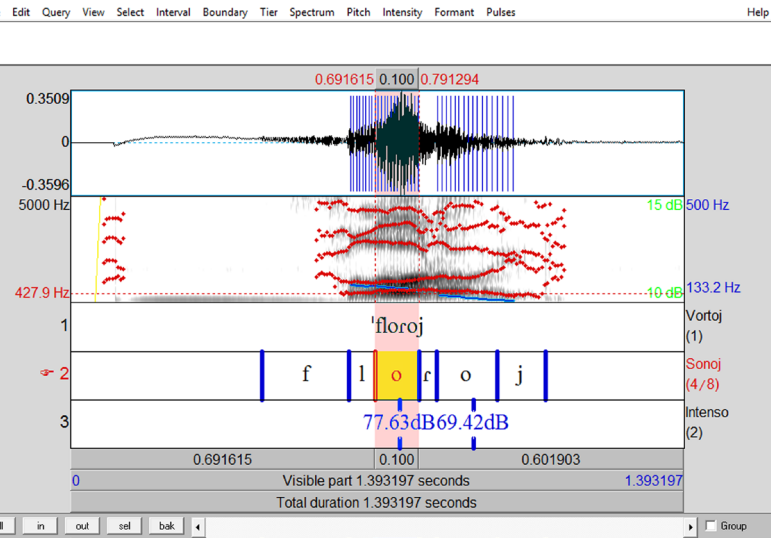 Edit Query View Select Interval Boundary Tier Spectrum Pitch Intensity Formant Pulses Help
0.691615 0.100 0.791294
0.3509
0
-0.3596
5000 Hz 15 dB 500 Hz
427.9 Hz 10 dB 133.2 Hz
1 ˈfloɾoj Vortoj
(1)
☞ 2 f l o ɾ o j Sonoj
(4/8)
3 77.63dB 69.42dB Intenso
(2)
0.691615 0.100 0.601903
0 Visible part 1.393197 seconds 1.393197
Total duration 1.393197 seconds
in out sel bak Group